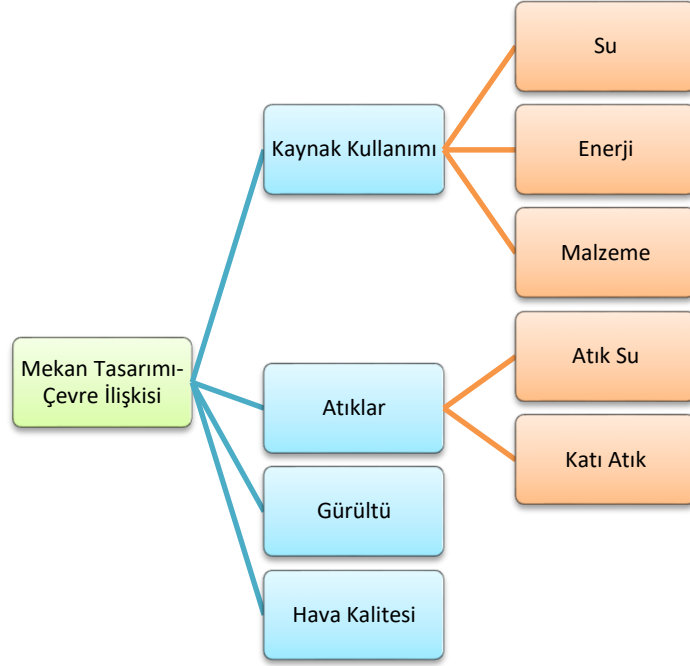 Mekan Tasarımı-
Çevre İlişkisi
Kaynak Kullanımı
Su
Enerji
Malzeme
Atıklar
Atık Su
Katı Atık
Gürültü
Hava Kalitesi